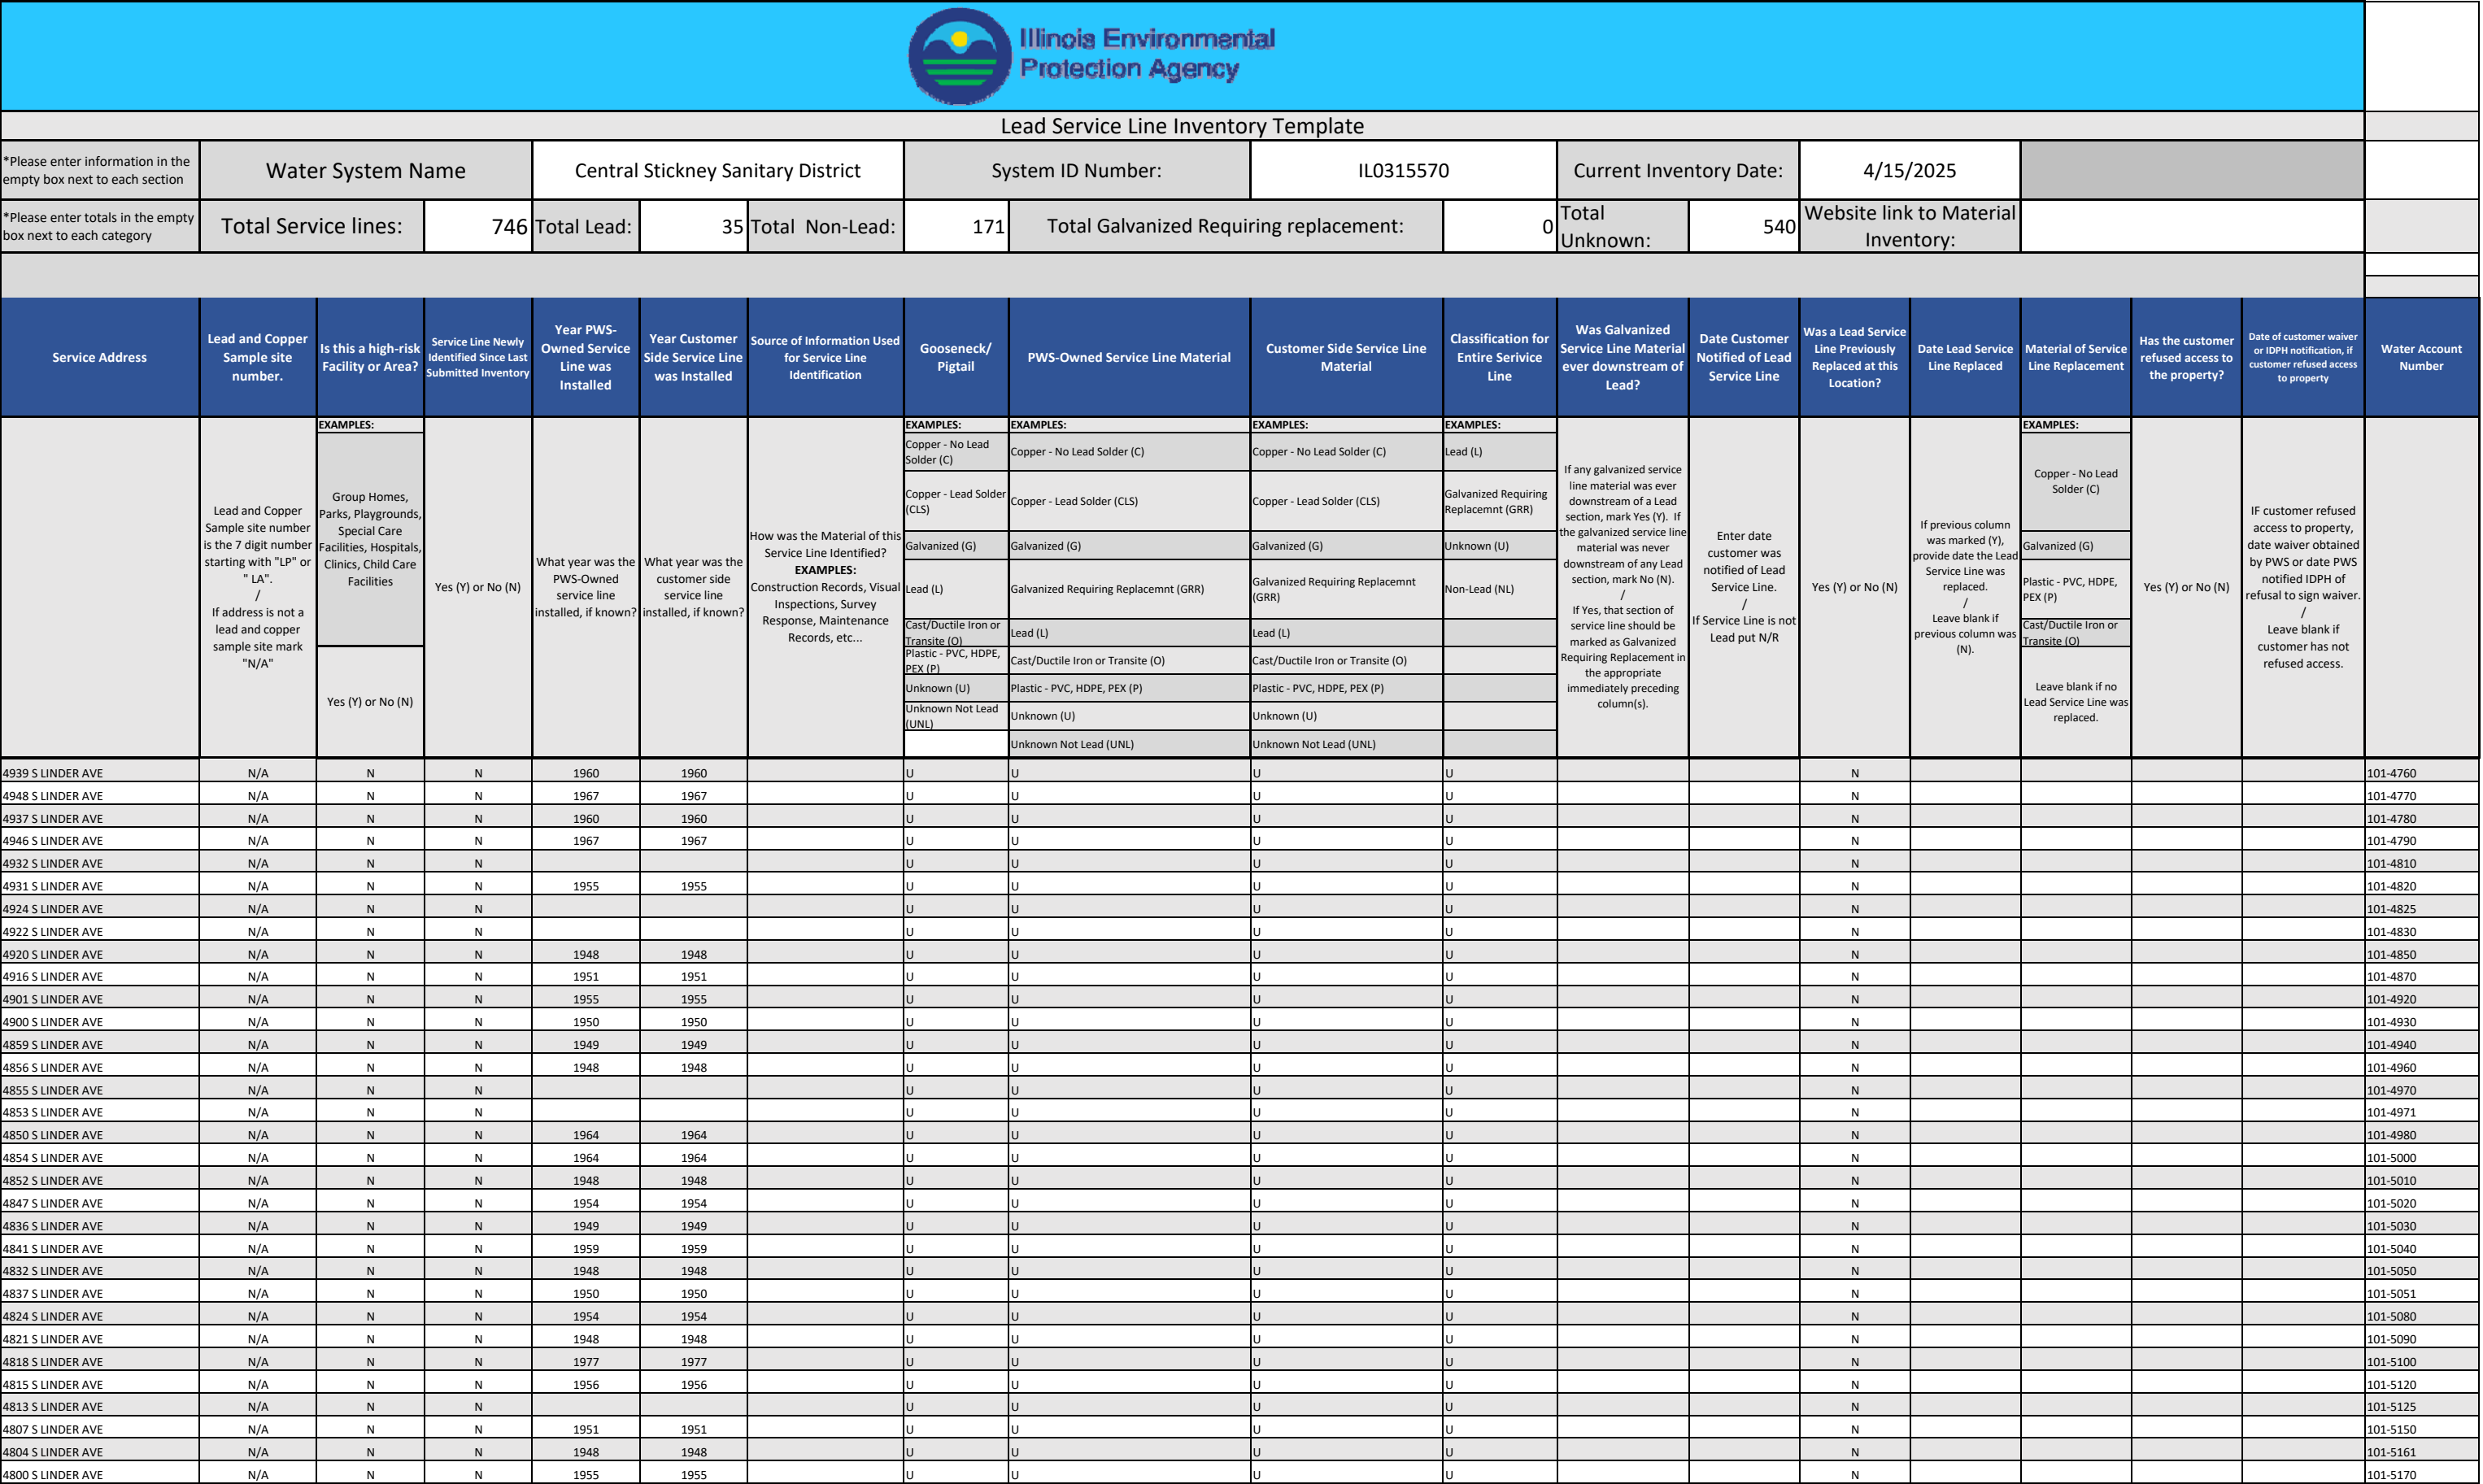 Illinois Environmental
Protection Agency
Lead Service Line Inventory Template
*Please enter information in the
empty box next to each section
Water System Name
Central Stickney Sanitary District
System ID Number:
IL0315570
Current Inventory Date:
4/15/2025
*Please enter totals in the empty
box next to each category
Total Service lines:
746
Total Lead:
35
Total Non-Lead:
171
Total Galvanized Requiring replacement:
0
Total
Unknown:
540
Website link to Material
Inventory:
Service Address
Lead and Copper
Sample site
number.
Is this a high-risk
Facility or Area?
Service Line Newly
Identified Since Last
Submitted Inventory
Year PWS-
Owned Service
Line was
Installed
Year Customer
Side Service Line
was Installed
Source of Information Used
for Service Line
Identification
Gooseneck/
Pigtail
PWS-Owned Service Line Material
Customer Side Service Line
Material
Classification for
Entire Serivice
Line
Was Galvanized
Service Line Material
ever downstream of
Lead?
Date Customer
Notified of Lead
Service Line
Was a Lead Service
Line Previously
Replaced at this
Location?
Date Lead Service
Line Replaced
Material of Service
Line Replacement
Has the customer
refused access to
the property?
Date of customer waiver
or IDPH notification, if
customer refused access
to property
Water Account
Number
Lead and Copper
Sample site number
is the 7 digit number
starting with "LP" or
" LA".
/
If address is not a
lead and copper
sample site mark
"N/A"
EXAMPLES:
Group Homes,
Parks, Playgrounds,
Special Care
Facilities, Hospitals,
Clinics, Child Care
Facilities
Yes (Y) or No (N)
Yes (Y) or No (N)
What year was the
PWS-Owned
service line
installed, if known?
What year was the
customer side
service line
installed, if known?
How was the Material of this
Service Line Identified?
EXAMPLES:
Construction Records, Visual
Inspections, Survey
Response, Maintenance
Records, etc...
EXAMPLES:
Copper - No Lead
Solder (C)
Copper - Lead Solder
(CLS)
Galvanized (G)
Lead (L)
Cast/Ductile Iron or
Transite (O)
Plastic - PVC, HDPE,
PEX (P)
Unknown (U)
Unknown Not Lead
(UNL)
EXAMPLES:
Copper - No Lead Solder (C)
Copper - Lead Solder (CLS)
Galvanized (G)
Galvanized Requiring Replacemnt (GRR)
Lead (L)
Cast/Ductile Iron or Transite (O)
Plastic - PVC, HDPE, PEX (P)
Unknown (U)
Unknown Not Lead (UNL)
EXAMPLES:
Copper - No Lead Solder (C)
Copper - Lead Solder (CLS)
Galvanized (G)
Galvanized Requiring Replacemnt
(GRR)
Lead (L)
Cast/Ductile Iron or Transite (O)
Plastic - PVC, HDPE, PEX (P)
Unknown (U)
Unknown Not Lead (UNL)
EXAMPLES:
Lead (L)
Galvanized Requiring
Replacemnt (GRR)
Unknown (U)
Non-Lead (NL)
If any galvanized service
line material was ever
downstream of a Lead
section, mark Yes (Y). If
the galvanized service line
material was never
downstream of any Lead
section, mark No (N).
/
If Yes, that section of
service line should be
marked as Galvanized
Requiring Replacement in
the appropriate
immediately preceding
column(s).
Enter date
customer was
notified of Lead
Service Line.
/
If Service Line is not
Lead put N/R
Yes (Y) or No (N)
If previous column
was marked (Y),
provide date the Lead
Service Line was
replaced.
/
Leave blank if
previous column was
(N).
EXAMPLES:
Copper - No Lead
Solder (C)
Galvanized (G)
Plastic - PVC, HDPE,
PEX (P)
Cast/Ductile Iron or
Transite (O)
Leave blank if no
Lead Service Line was
replaced.
Yes (Y) or No (N)
IF customer refused
access to property,
date waiver obtained
by PWS or date PWS
notified IDPH of
refusal to sign waiver.
/
Leave blank if
customer has not
refused access.
4939 S LINDER AVE N/A N N 1960 1960 U U U U N 101-4760
4948 S LINDER AVE N/A N N 1967 1967 U U U U N 101-4770
4937 S LINDER AVE N/A N N 1960 1960 U U U U N 101-4780
4946 S LINDER AVE N/A N N 1967 1967 U U U U N 101-4790
4932 S LINDER AVE N/A N N U U U U N 101-4810
4931 S LINDER AVE N/A N N 1955 1955 U U U U N 101-4820
4924 S LINDER AVE N/A N N U U U U N 101-4825
4922 S LINDER AVE N/A N N U U U U N 101-4830
4920 S LINDER AVE N/A N N 1948 1948 U U U U N 101-4850
4916 S LINDER AVE N/A N N 1951 1951 U U U U N 101-4870
4901 S LINDER AVE N/A N N 1955 1955 U U U U N 101-4920
4900 S LINDER AVE N/A N N 1950 1950 U U U U N 101-4930
4859 S LINDER AVE N/A N N 1949 1949 U U U U N 101-4940
4856 S LINDER AVE N/A N N 1948 1948 U U U U N 101-4960
4855 S LINDER AVE N/A N N U U U U N 101-4970
4853 S LINDER AVE N/A N N U U U U N 101-4971
4850 S LINDER AVE N/A N N 1964 1964 U U U U N 101-4980
4854 S LINDER AVE N/A N N 1964 1964 U U U U N 101-5000
4852 S LINDER AVE N/A N N 1948 1948 U U U U N 101-5010
4847 S LINDER AVE N/A N N 1954 1954 U U U U N 101-5020
4836 S LINDER AVE N/A N N 1949 1949 U U U U N 101-5030
4841 S LINDER AVE N/A N N 1959 1959 U U U U N 101-5040
4832 S LINDER AVE N/A N N 1948 1948 U U U U N 101-5050
4837 S LINDER AVE N/A N N 1950 1950 U U U U N 101-5051
4824 S LINDER AVE N/A N N 1954 1954 U U U U N 101-5080
4821 S LINDER AVE N/A N N 1948 1948 U U U U N 101-5090
4818 S LINDER AVE N/A N N 1977 1977 U U U U N 101-5100
4815 S LINDER AVE N/A N N 1956 1956 U U U U N 101-5120
4813 S LINDER AVE N/A N N U U U U N 101-5125
4807 S LINDER AVE N/A N N 1951 1951 U U U U N 101-5150
4804 S LINDER AVE N/A N N 1948 1948 U U U U N 101-5161
4800 S LINDER AVE N/A N N 1955 1955 U U U U N 101-5170